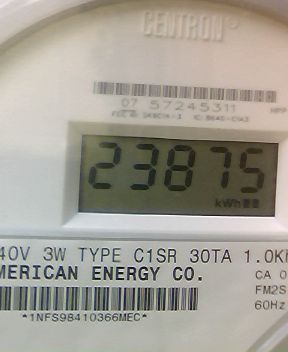 CENTRON®
07 57245311
23875
kWh
40V 3W TYPE C1SR 30TA 1.0Kh
MERICAN ENERGY CO.
CA 0
FM2S
60Hz
*1NFS98410366MEC*